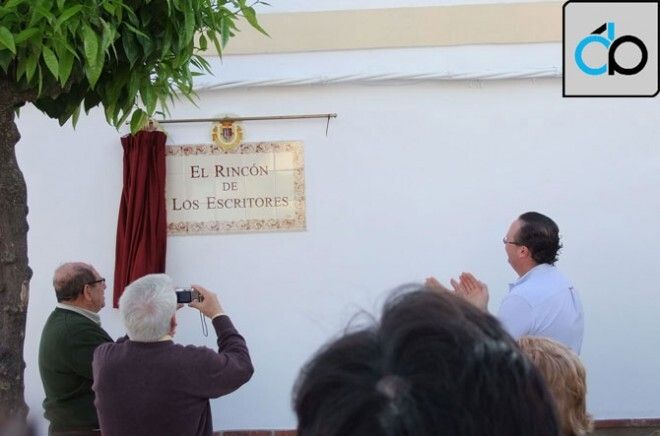 El Rincón
de
Los Escritores